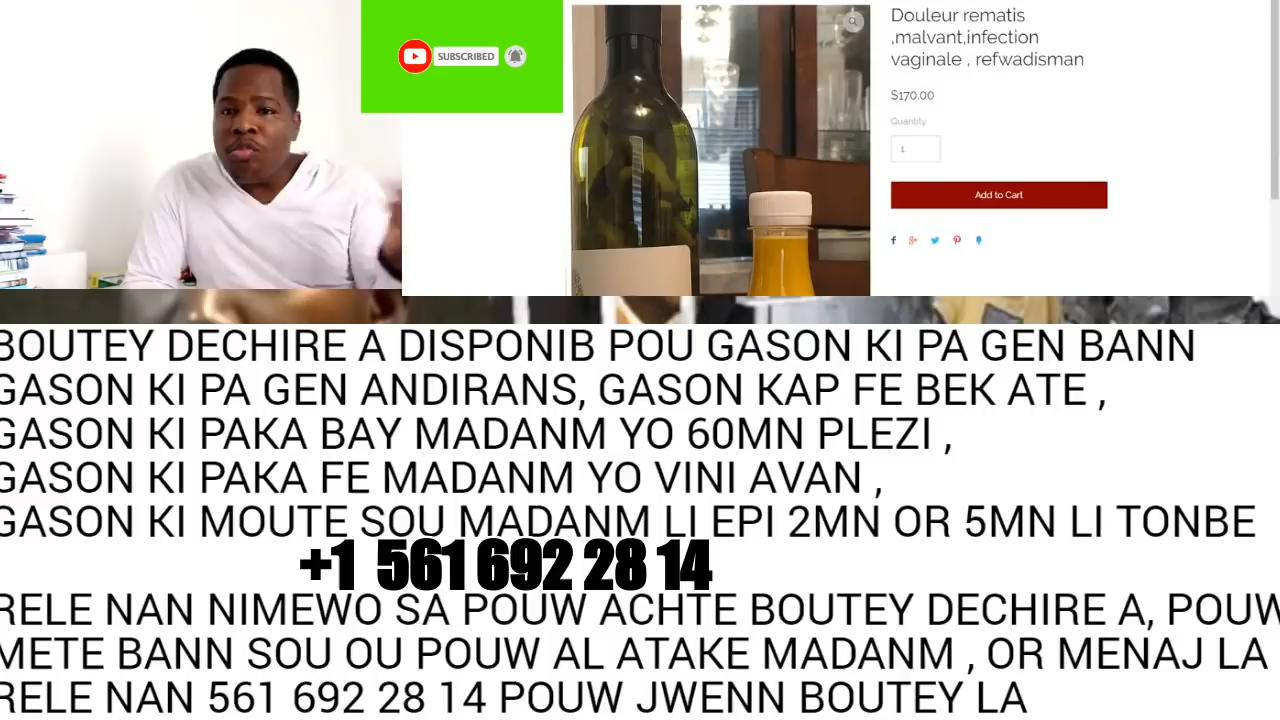 SUBSCRIBED
Douleur rematis
,malvant,infection
vaginale , refwadisman
$170.00
Quantity
1
Add to Cart
BOUTEY DECHIRE A DISPONIB POU GASON KI PA GEN BANN
GASON KI PA GEN ANDIRANS, GASON KAP FE BEK ATE ,
GASON KI PAKA BAY MADANM YO 60MN PLEZI ,
GASON KI PAKA FE MADANM YO VINI AVAN ,
GASON KI MOUTE SOU MADANM LI EPI 2MN OR 5MN LI TONBE
+1 561 692 28 14
RELE NAN NIMEWO SA POUW ACHTE BOUTEY DECHIRE A, POUW
METE BANN SOU OU POUW AL ATAKE MADANM , OR MENAJ LA
RELE NAN 561 692 28 14 POUW JWENN BOUTEY LA